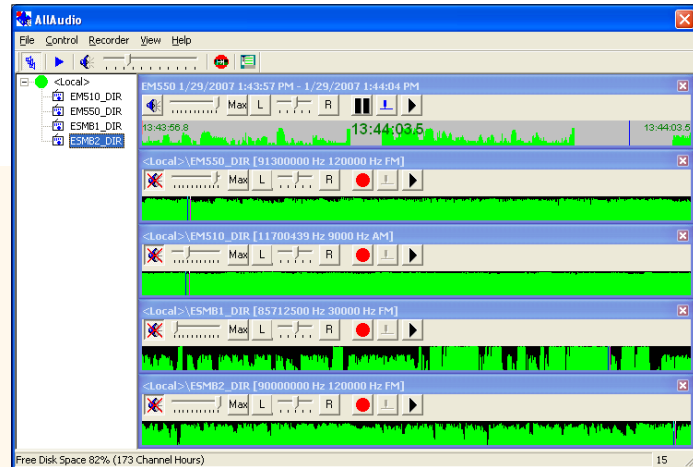 AllAudio
File Control Recorder View Help
<Local>
EM510_DIR
EM550_DIR
ESMB1_DIR
ESMB2_DIR
EM550 1/29/2007 1:43:57 PM - 1/29/2007 1:44:04 PM
Max L R
13:43:56.8 13:44:03.5 13:44:03.5
<Local>\EM550_DIR [91300000 Hz 120000 Hz FM]
Max L R
<Local>\EM510_DIR [11700439 Hz 9000 Hz AM]
Max L R
<Local>\ESMB1_DIR [85712500 Hz 30000 Hz FM]
Max L R
<Local>\ESMB2_DIR [90000000 Hz 120000 Hz FM]
Max L R
Free Disk Space 82% (173 Channel Hours) 15